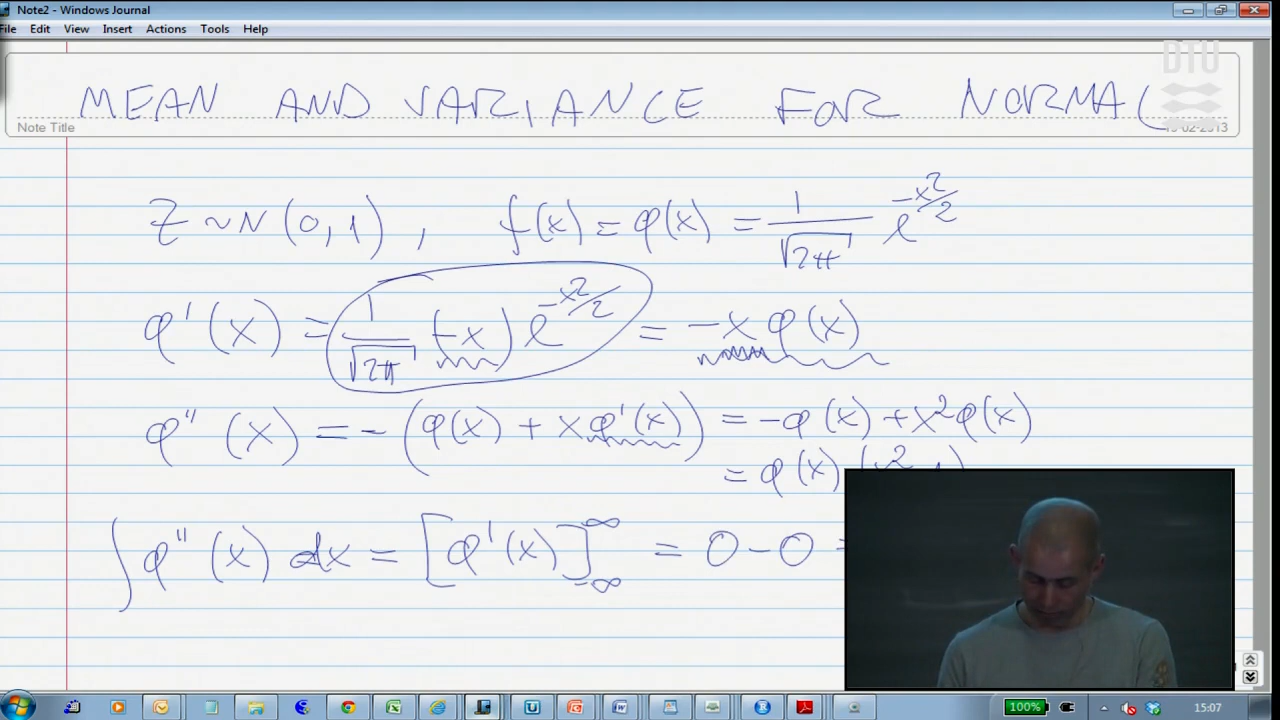 Note2 - Windows Journal
File Edit View Insert Actions Tools Help
DTU
MEAN AND VARIANCE FOR NORMAL
Note Title
Z ~ N (0, 1) , f(x) = φ(x) = 1/√2π e^(-x²/2)
φ'(x) = 1/√2π (-x) e^(-x²/2) = -x φ(x)
φ''(x) = - (φ(x) + x φ'(x)) = -φ(x) + x²φ(x)
= φ(x)
∫ φ''(x) dx = [φ'(x)]_{-∞}^{∞} = 0 - 0 =
100% 15:07